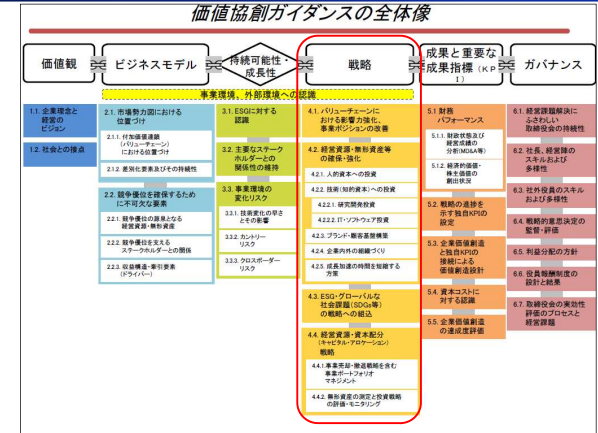 価値協創ガイダンスの全体像
価値観
ビジネスモデル
持続可能性・
成長性
戦略
成果と重要な
成果指標（KP
I）
ガバナンス
事業環境、外部環境への認識
1.1. 企業理念と
経営の
ビジョン
1.2. 社会との接点
2.1. 市場勢力図における
位置づけ
2.1.1. 付加価値連鎖
（バリューチェーン）
における位置づけ
2.1.2. 差別化要素及びその持続性
2.2. 競争優位を確保するため
に不可欠な要素
2.2.1. 競争優位の源泉となる
経営資源・無形資産
2.2.2. 競争優位を支える
ステークホルダーとの関係
2.2.3. 収益構造・牽引要素
（ドライバー）
3.1. ESGに対する
認識
3.2. 主要なステーク
ホルダーとの
関係性の維持
3.3. 事業環境の
変化リスク
3.3.1. 技術変化の早さ
とその影響
3.3.2. カントリー
リスク
3.3.3. クロスボーダー
リスク
4.1. バリューチェーンに
おける影響力強化、
事業ポジションの改善
4.2. 経営資源・無形資産等
の確保・強化
4.2.1. 人的資本への投資
4.2.2. 技術（知的資本）への投資
4.2.2.1. 研究開発投資
4.2.2.2. IT・ソフトウェア投資
4.2.3. ブランド・顧客基盤構築
4.2.4. 企業内外の組織づくり
4.2.5. 成長加速の時間を短縮する
方策
4.3. ESG・グローバルな
社会課題（SDGs等）
の戦略への組込
4.4. 経営資源・資本配分
（キャピタル・アロケーション）
戦略
4.4.1.事業売却・撤退戦略を含む
事業ポートフォリオ
マネジメント
4.4.2. 無形資産の測定と投資戦略
の評価・モニタリング
5.1 財務
パフォーマンス
5.1.1. 財政状態及び
経営成績の
分析（MD&A等）
5.1.2. 経済的価値・
株主価値の
創出状況
5.2. 戦略の進捗を
示す独自KPIの
設定
5.3. 企業価値創造
と独自KPIの
接続による
価値創造設計
5.4. 資本コストに
対する認識
5.5. 企業価値創造
の達成度評価
6.1. 経営課題解決に
ふさわしい
取締役会の持続性
6.2. 社長、経営陣の
スキルおよび
多様性
6.3. 社外役員のスキル
および多様性
6.4. 戦略的意思決定の
監督・評価
6.5. 利益分配の方針
6.6. 役員報酬制度の
設計と結果
6.7. 取締役会の実効性
評価のプロセスと
経営課題